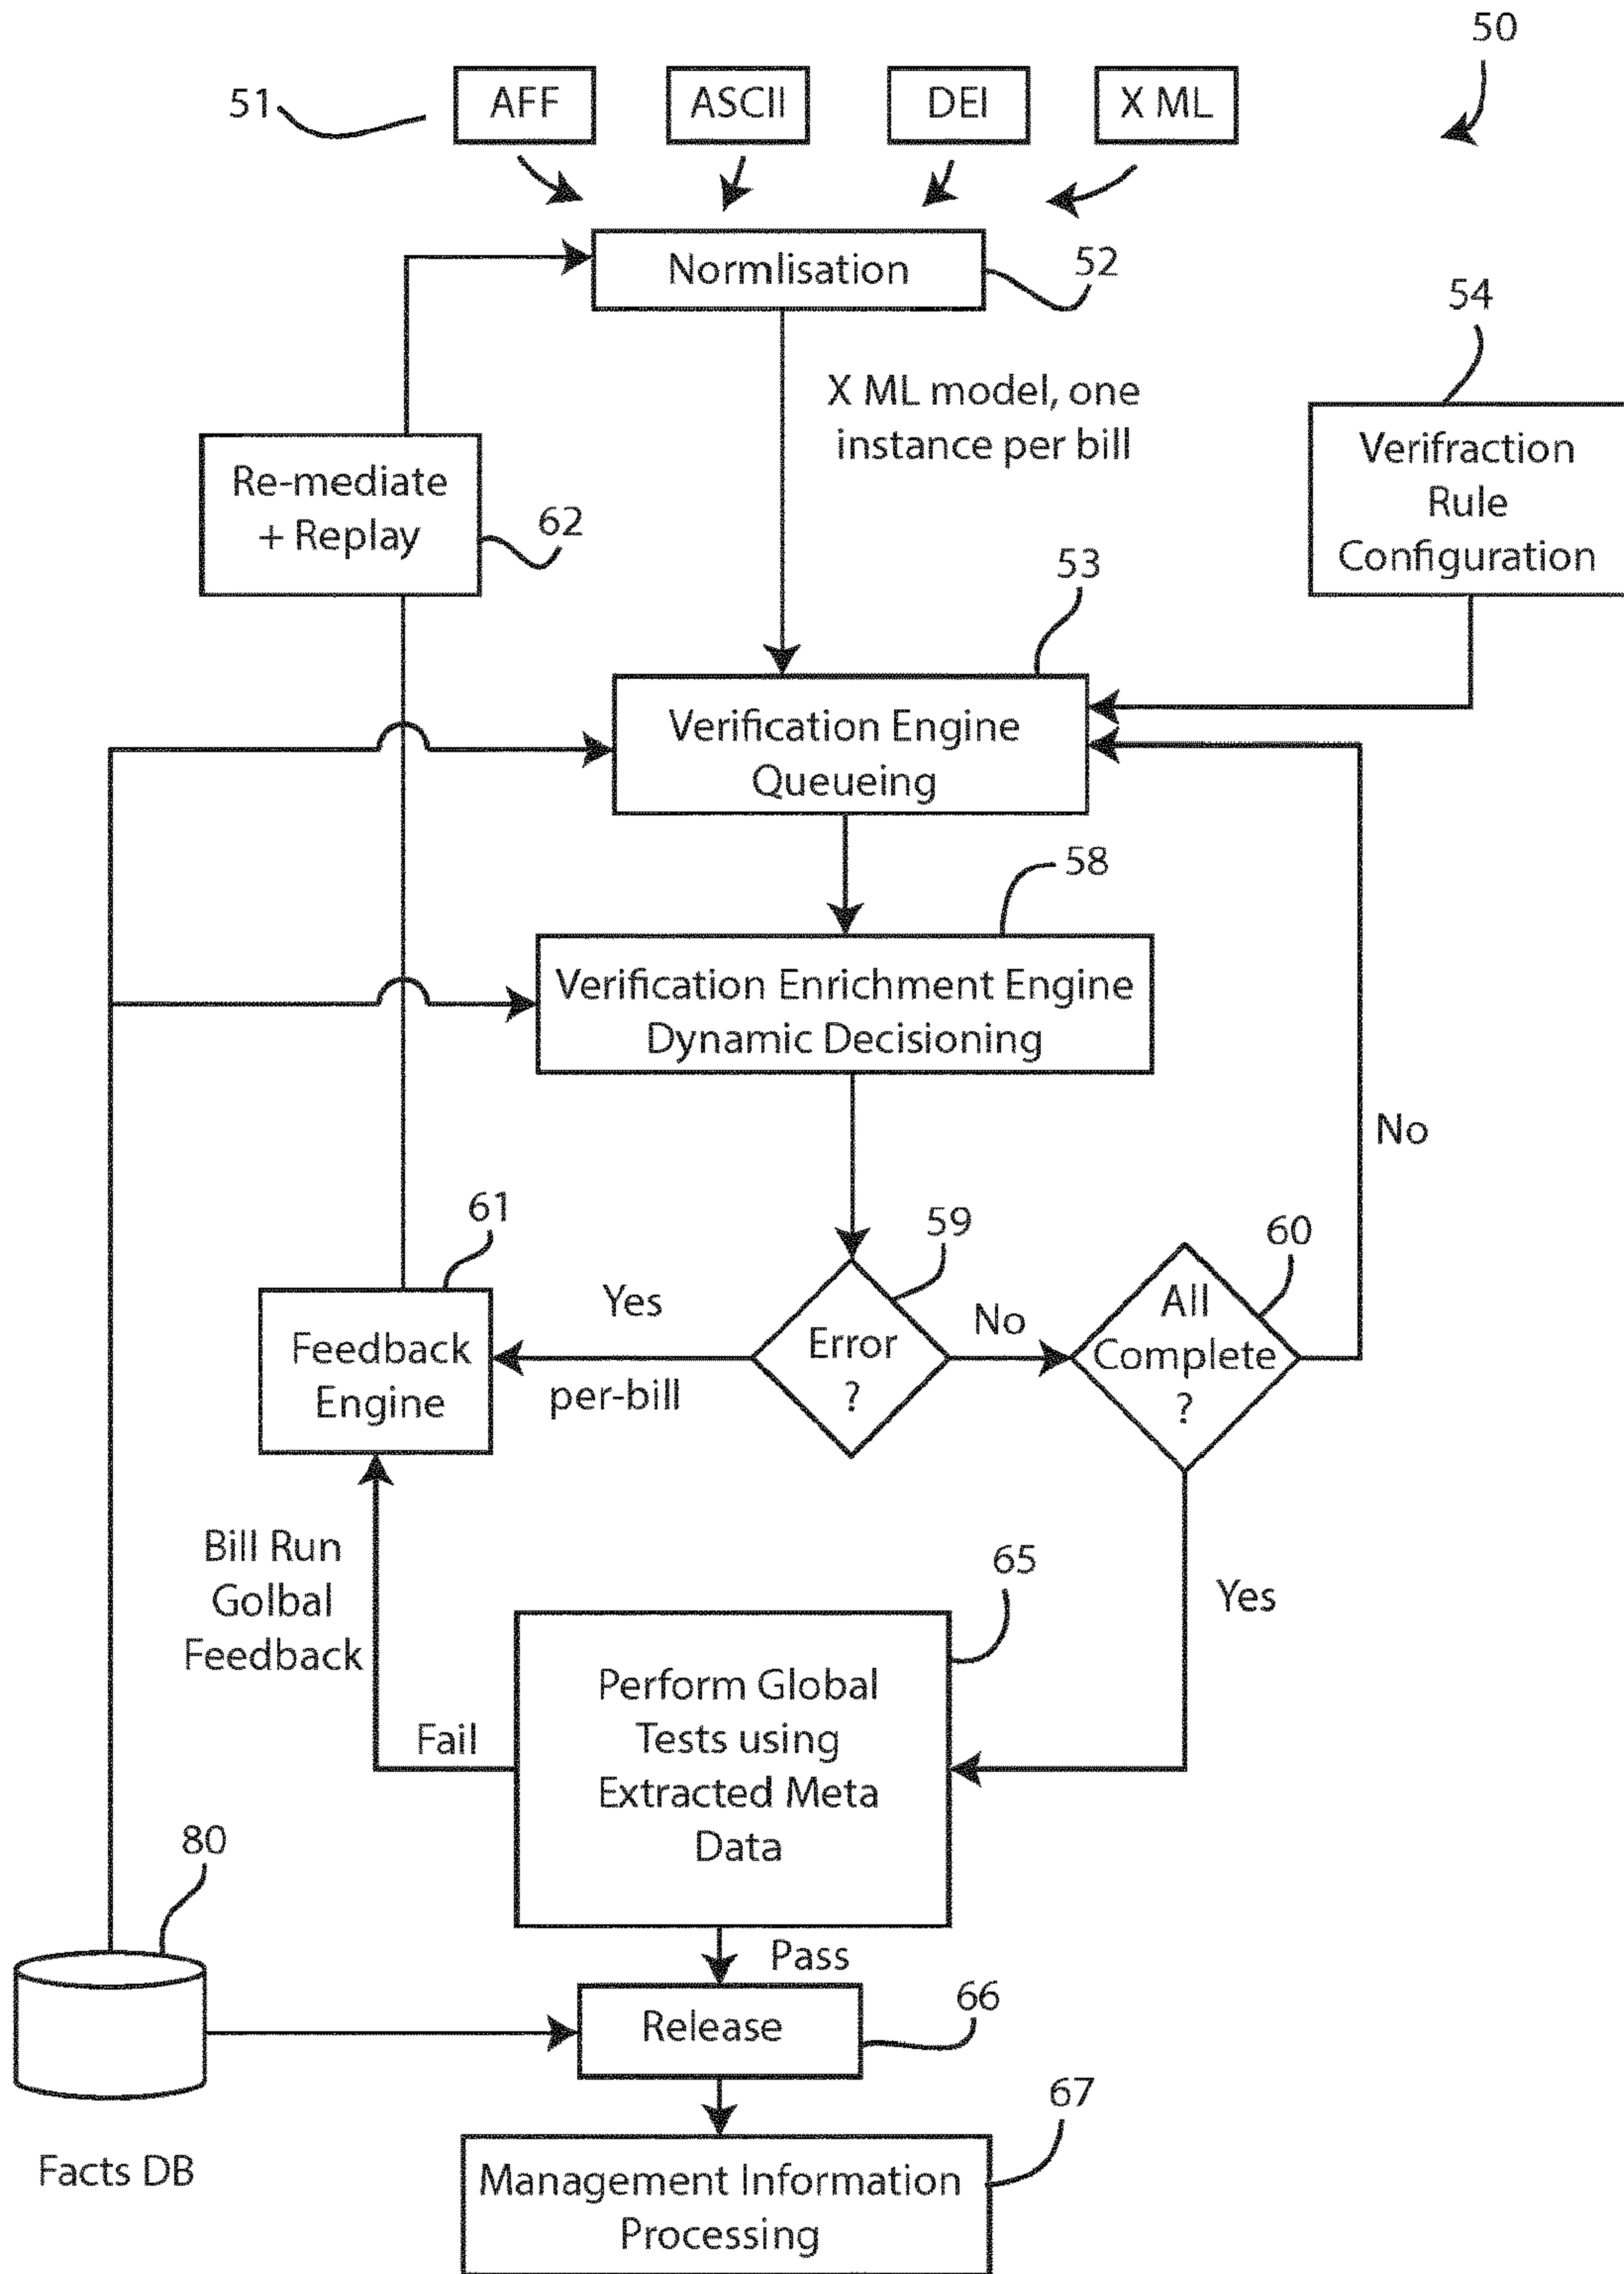 50
51
AFF
ASCII
DEI
X ML
Normlisation
52
54
X ML model, one
instance per bill
Verifraction
Rule
Configuration
Re-mediate
+ Replay
62
53
Verification Engine
Queueing
58
Verification Enrichment Engine
Dynamic Decisioning
No
61
59
60
Feedback
Engine
Yes
per-bill
Error
?
No
All
Complete
?
Bill Run
Golbal
Feedback
65
Yes
Fail
Perform Global
Tests using
Extracted Meta
Data
80
Pass
Release
66
67
Facts DB
Management Information
Processing